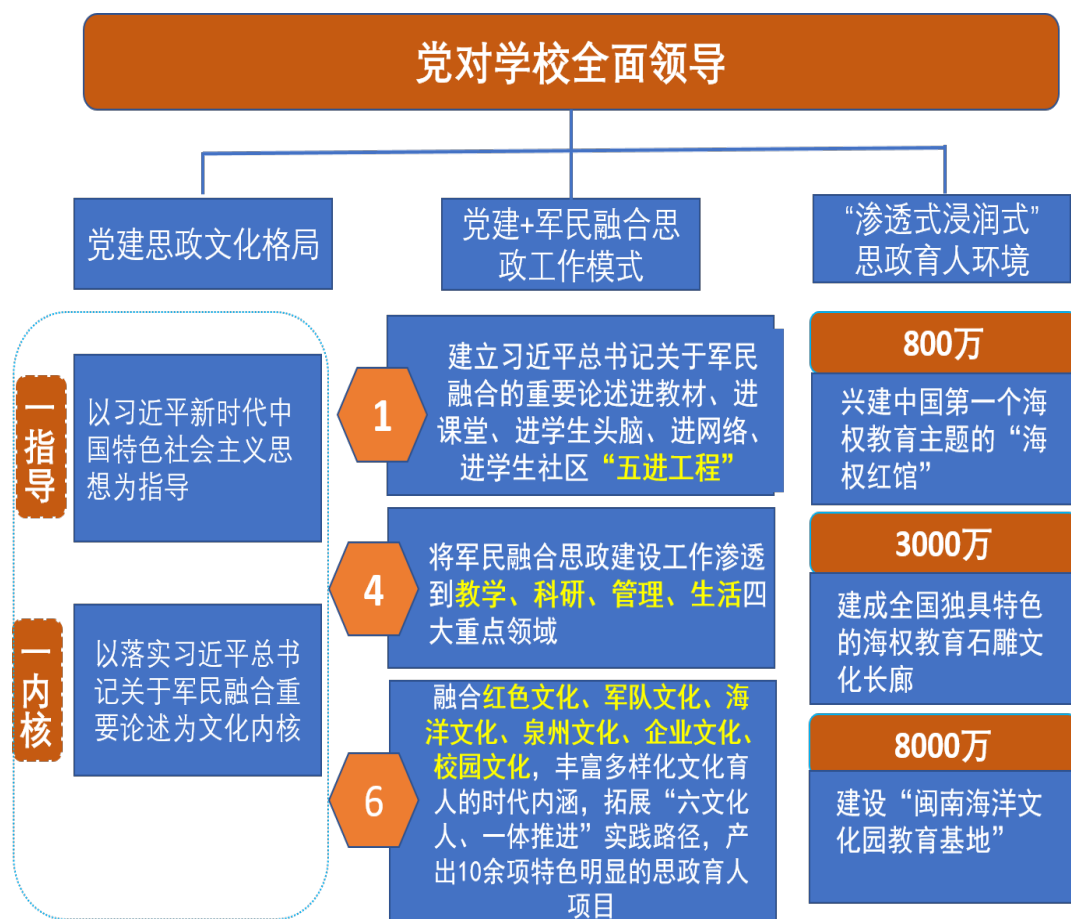 党对学校全面领导
党建思政文化格局
党建+军民融合思
政工作模式
“渗透式浸润式”
思政育人环境
一指导
以习近平新时代中
国特色社会主义思
想为指导
一内核
以落实习近平总书
记关于军民融合重
要论述为文化内核
1
建立习近平总书记关于军民
融合的重要论述进教材、进
课堂、进学生头脑、进网络、
进学生社区“五进工程”
4
将军民融合思政建设工作渗透
到教学、科研、管理、生活四
大重点领域
6
融合红色文化、军队文化、海
洋文化、泉州文化、企业文化、
校园文化，丰富多样化文化育
人的时代内涵，拓展“六文化
人、一体推进”实践路径，产
出10余项特色明显的思政育人
项目
800万
兴建中国第一个海
权教育主题的“海
权红馆”
3000万
建成全国独具特色
的海权教育石雕文
化长廊
8000万
建设“闽南海洋文
化园教育基地”